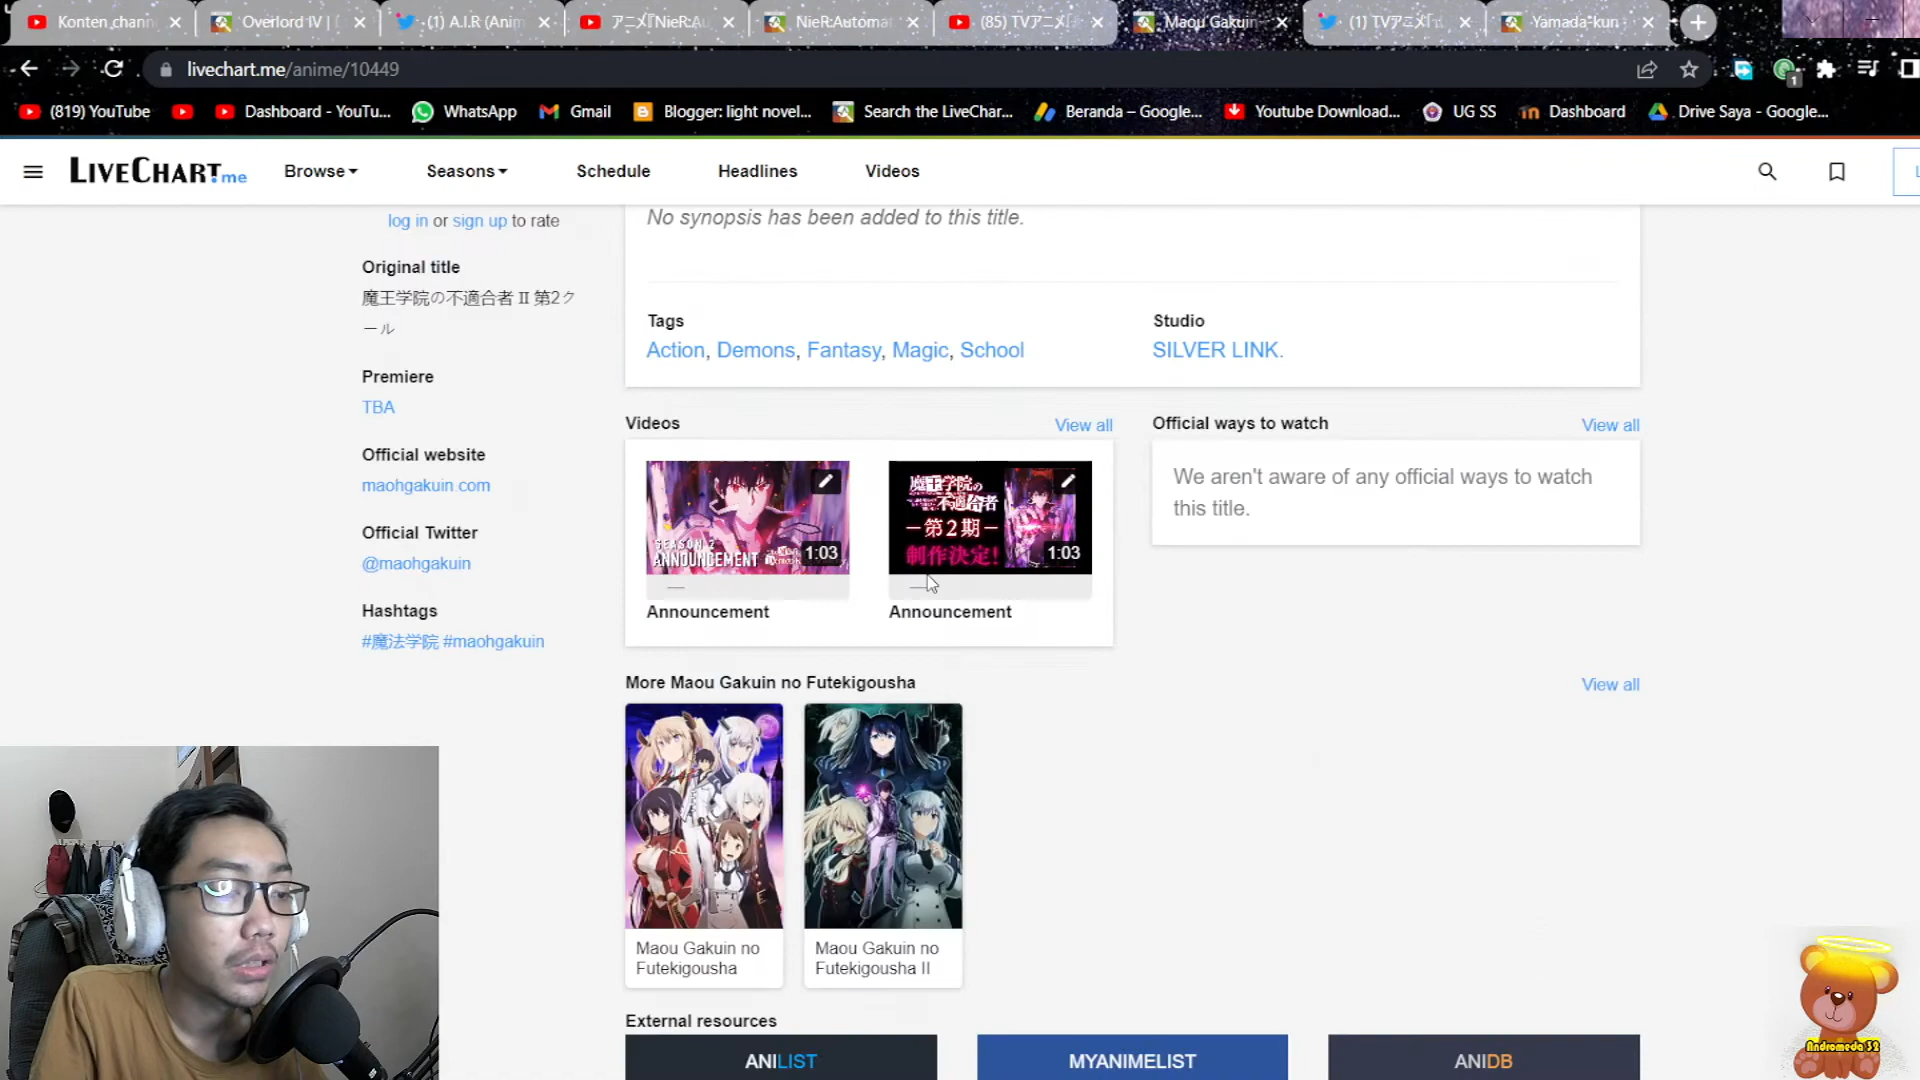 Konten chann
Overlord IV |
(1) A.I.R (Anim
アニメ『NieR:Au
NieR:Automat
(85) TVアニメ『
Maou Gakuin
(1) TVアニメ『
Yamada-kun
livechart.me/anime/10449
1
(819) YouTube
Dashboard - YouTu...
WhatsApp
Gmail
Blogger: light novel...
Search the LiveChar...
Beranda – Google...
Youtube Download...
UG SS
Dashboard
Drive Saya - Google...
LIVECHART.me
Browse
Seasons
Schedule
Headlines
Videos
log in or sign up to rate
Original title
魔王学院の不適合者 II 第2ク
ール
Premiere
TBA
Official website
maohgakuin.com
Official Twitter
@maohgakuin
Hashtags
#魔法学院 #maohgakuin
No synopsis has been added to this title.
Tags
Action, Demons, Fantasy, Magic, School
Studio
SILVER LINK.
Videos
View all
SEASON 2
ANNOUNCEMENT
1:03
Announcement
魔王学院の
不適合者
－第2期－
制作決定!
1:03
Announcement
Official ways to watch
View all
We aren't aware of any official ways to watch
this title.
More Maou Gakuin no Futekigousha
View all
Maou Gakuin no
Futekigousha
Maou Gakuin no
Futekigousha II
External resources
ANILIST
MYANIMELIST
ANIDB
Andromeda 32